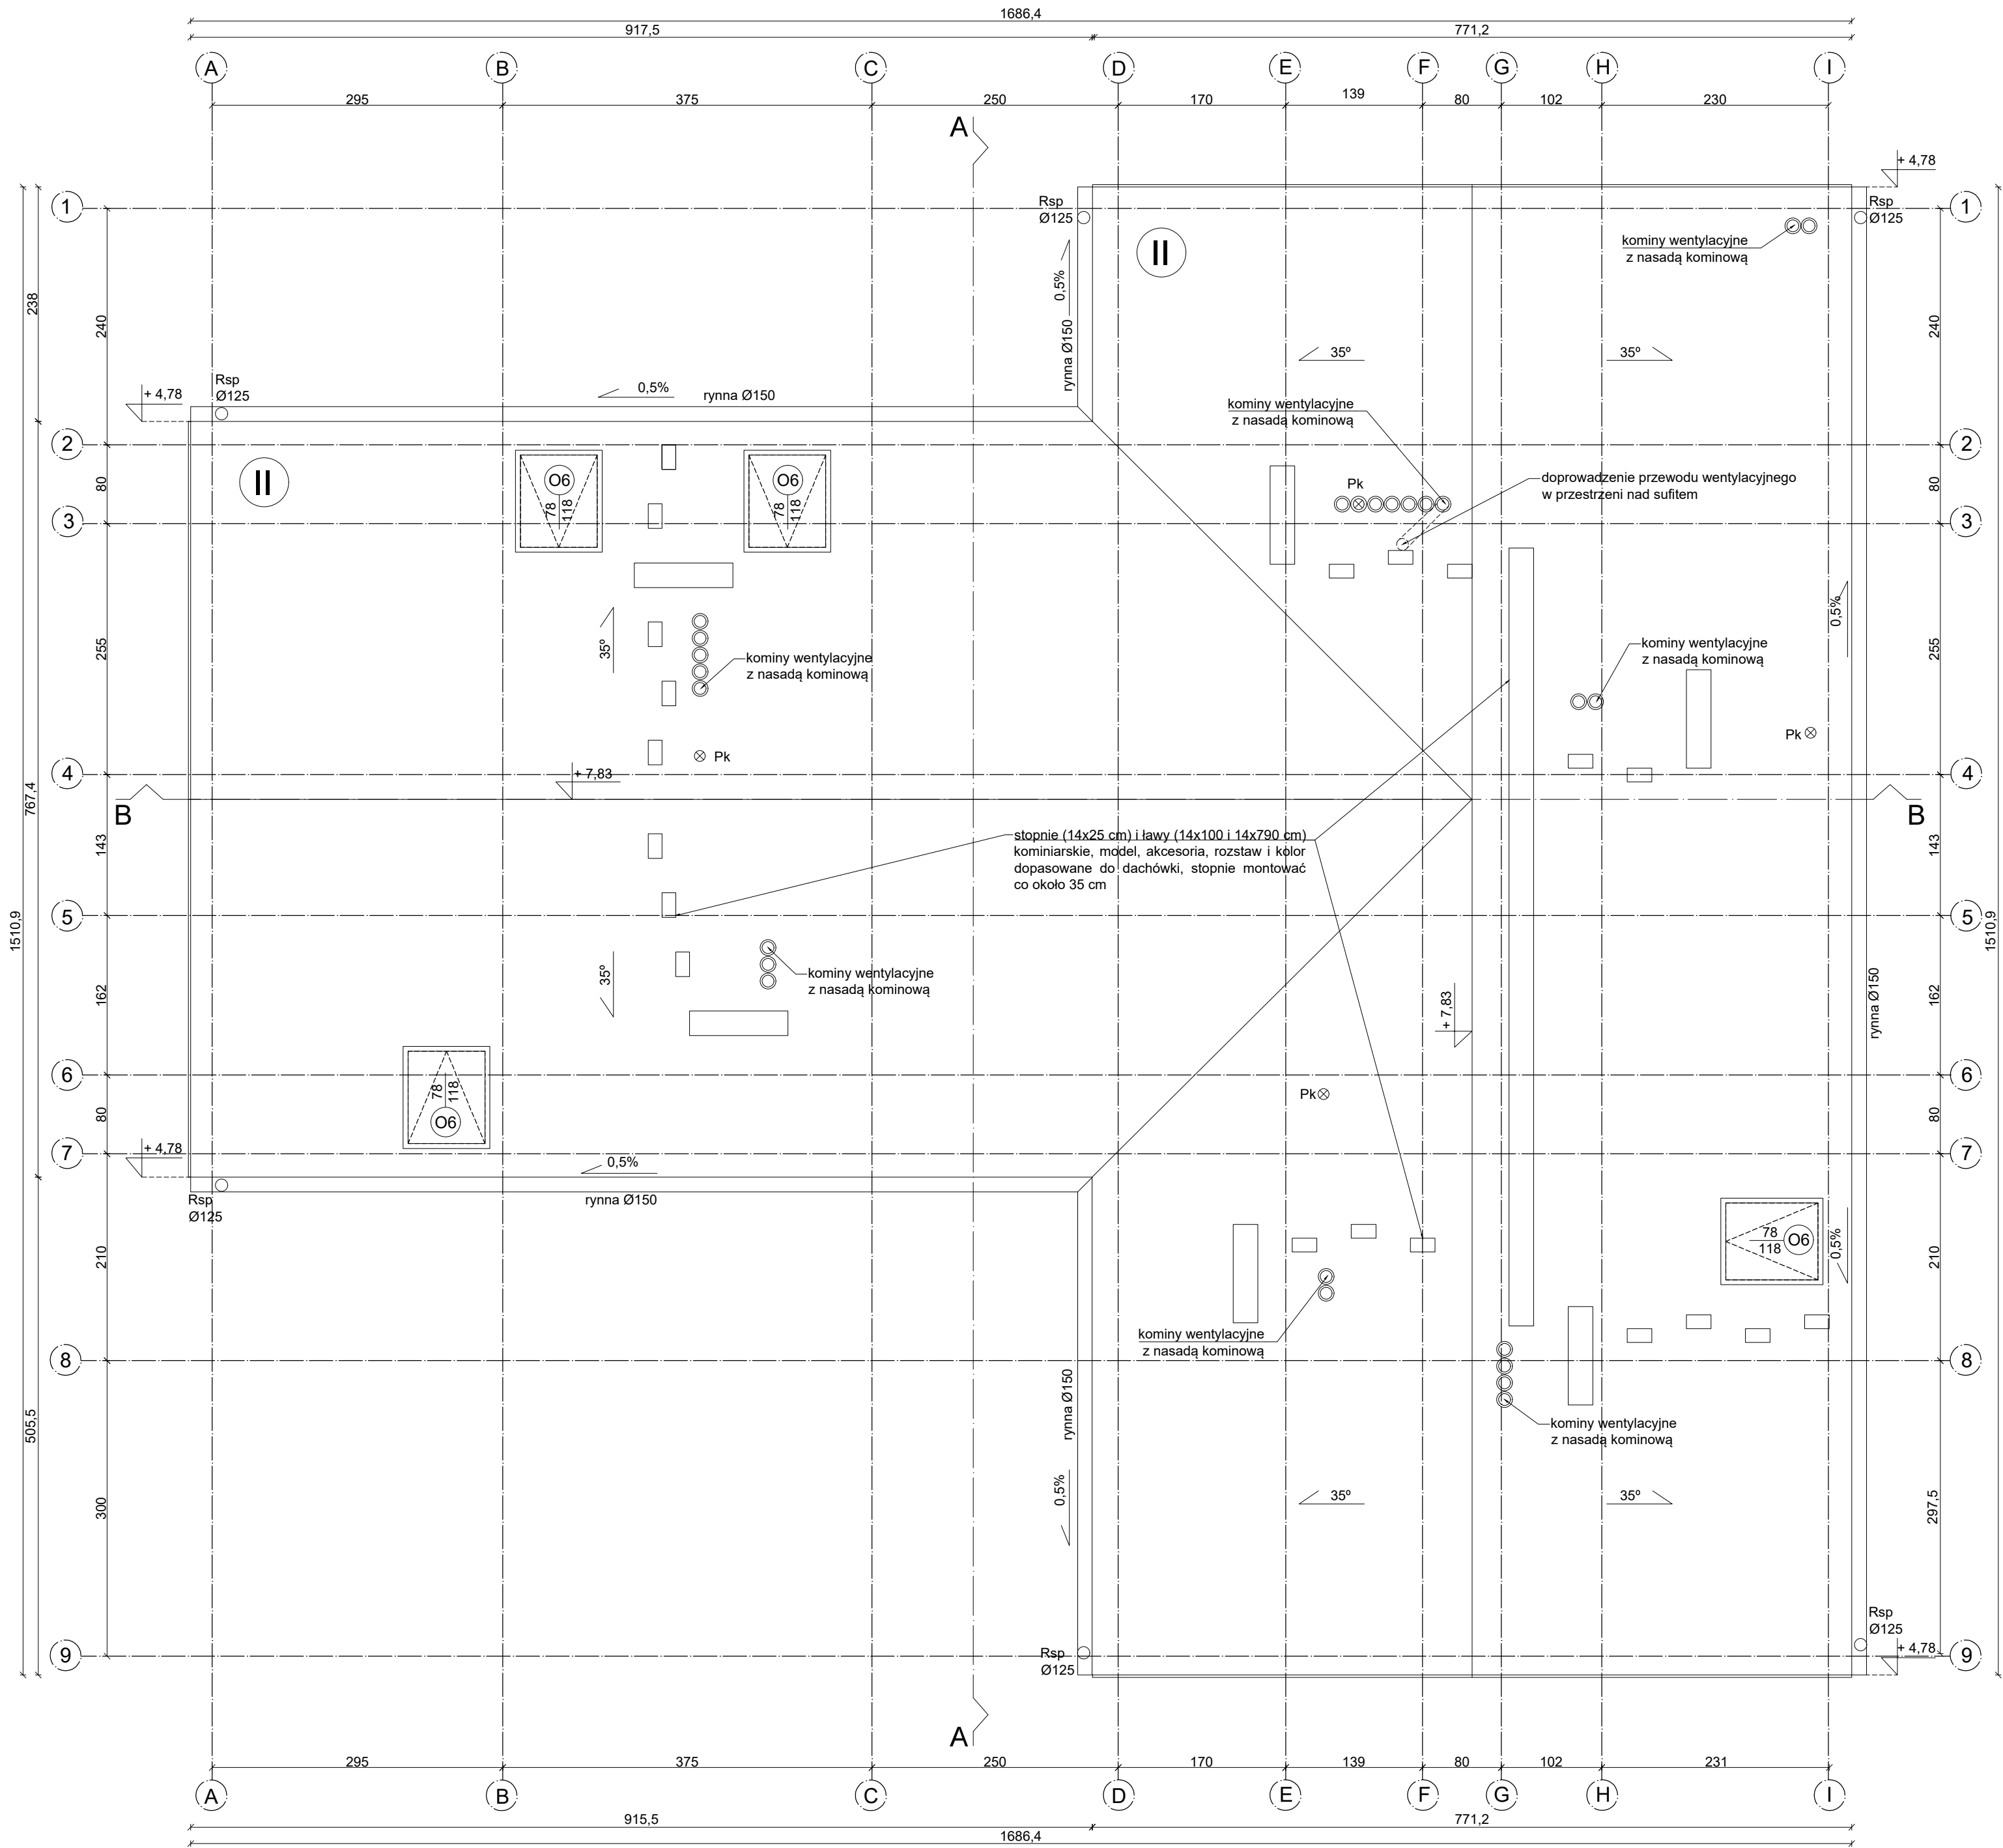 1686,4
917,5
771,2
A
B
C
D
E
F
G
H
I
295
375
250
170
139
80
102
230
A
+ 4,78
1
Rsp
Ø125
Rsp
Ø125
1
kominy wentylacyjne
z nasadą kominową
II
238
240
0,5%
rynna Ø150
240
35º
35º
+ 4,78
Rsp
Ø125
0,5%
rynna Ø150
kominy wentylacyjne
z nasadą kominową
2
2
II
O6
78
118
O6
78
118
80
Pk
doprowadzenie przewodu wentylacyjnego
w przestrzeni nad sufitem
80
3
3
0,5%
255
35º
kominy wentylacyjne
z nasadą kominową
kominy wentylacyjne
z nasadą kominową
255
Pk
Pk
4
+ 7,83
4
767,4
B
B
143
stopnie (14x25 cm) i ławy (14x100 i 14x790 cm)
kominiarskie, model, akcesoria, rozstaw i kolor
dopasowane do dachówki, stopnie montować
co około 35 cm
143
5
5
1510,9
1510,9
162
35º
kominy wentylacyjne
z nasadą kominową
+ 7,83
rynna Ø150
162
6
6
78
118
O6
Pk
80
80
7
+ 4,78
7
0,5%
Rsp
Ø125
rynna Ø150
210
78
118
O6
0,5%
210
kominy wentylacyjne
z nasadą kominową
8
8
505,5
rynna Ø150
kominy wentylacyjne
z nasadą kominową
300
0,5%
35º
35º
297,5
Rsp
Ø125
9
Rsp
Ø125
+ 4,78
9
A
295
375
250
170
139
80
102
231
A
B
C
D
E
F
G
H
I
915,5
771,2
1686,4